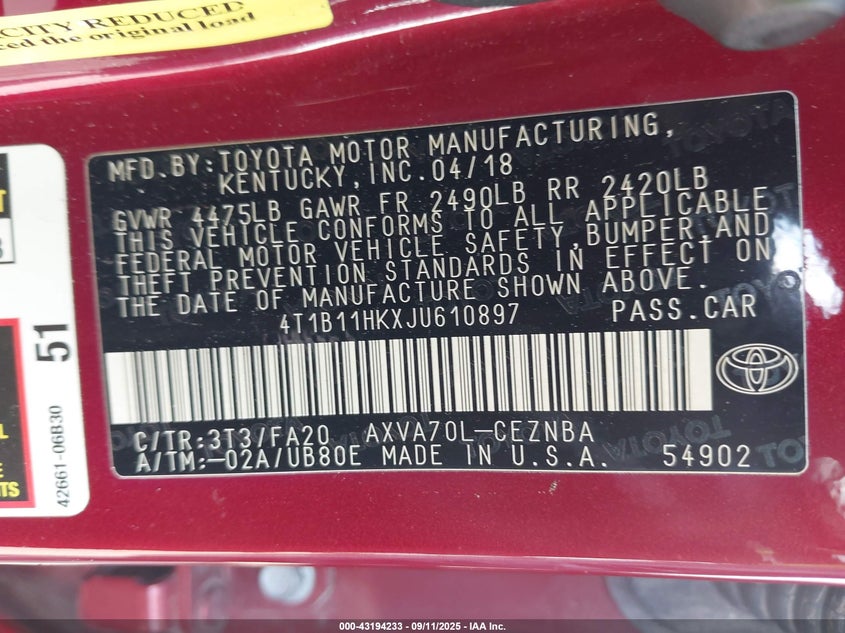 CITY REDUCED
ced the original load
MFD. BY: TOYOTA MOTOR MANUFACTURING,
KENTUCKY, INC. 04/18
GVWR 4475LB GAWR FR 2490LB RR 2420LB
THIS VEHICLE CONFORMS TO ALL APPLICABLE
FEDERAL MOTOR VEHICLE SAFETY, BUMPER, AND
THEFT PREVENTION STANDARDS IN EFFECT ON
THE DATE OF MANUFACTURE SHOWN ABOVE.
4T1B11HKXJU610897 PASS. CAR
C/TR: 3T3/FA20 AXVA70L-CEZNBA
A/TM: -02A/UB80E MADE IN U.S.A. 54902
TOYOTA
51
42661-06B30
000-43194233 - 09/11/2025 - IAA Inc.